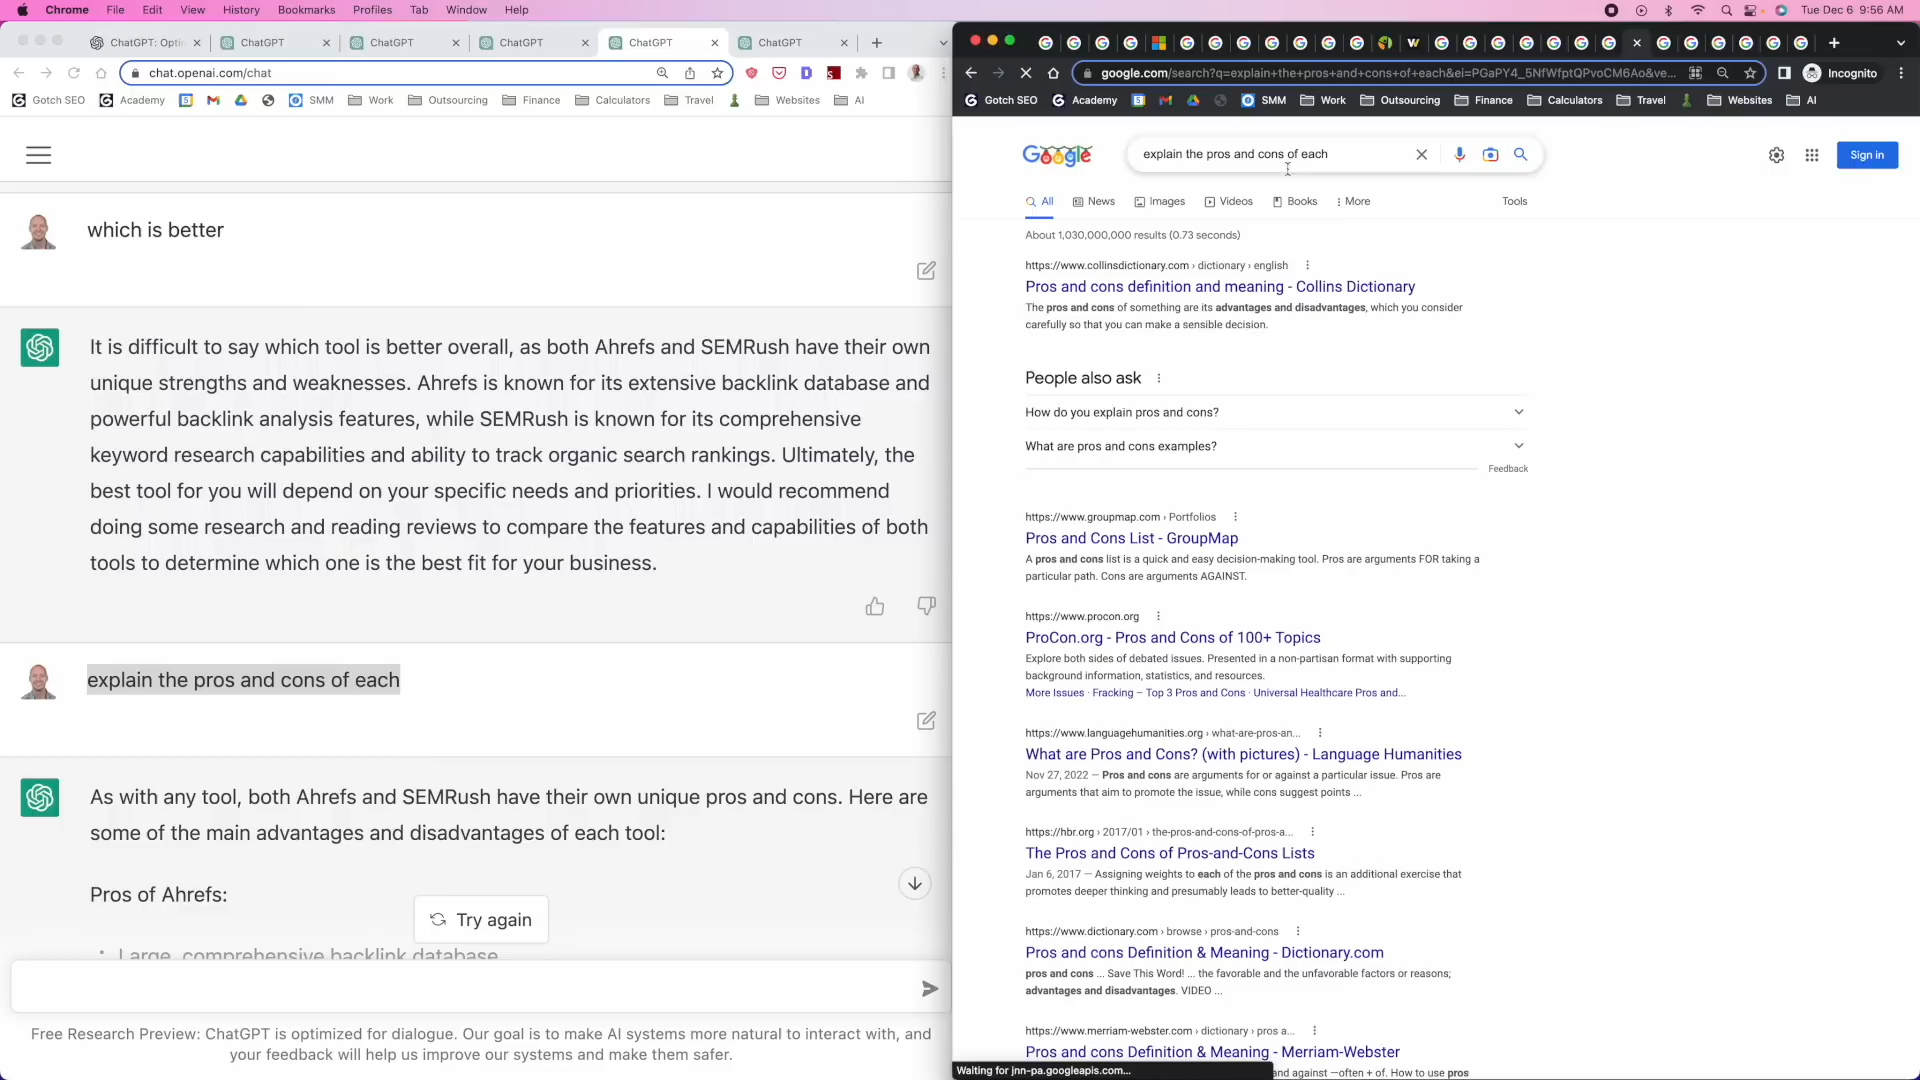 Chrome File Edit View History Bookmarks Profiles Tab Window Help
Tue Dec 6 9:56 AM
ChatGPT: Opti
ChatGPT
ChatGPT
ChatGPT
ChatGPT
ChatGPT
chat.openai.com/chat
Gotch SEO Academy SMM Work Outsourcing Finance Calculators Travel Websites AI
which is better
It is difficult to say which tool is better overall, as both Ahrefs and SEMRush have their own
unique strengths and weaknesses. Ahrefs is known for its extensive backlink database and
powerful backlink analysis features, while SEMRush is known for its comprehensive
keyword research capabilities and ability to track organic search rankings. Ultimately, the
best tool for you will depend on your specific needs and priorities. I would recommend
doing some research and reading reviews to compare the features and capabilities of both
tools to determine which one is the best fit for your business.
explain the pros and cons of each
As with any tool, both Ahrefs and SEMRush have their own unique pros and cons. Here are
some of the main advantages and disadvantages of each tool:
Pros of Ahrefs:
Try again
• Large, comprehensive backlink database
Free Research Preview: ChatGPT is optimized for dialogue. Our goal is to make AI systems more natural to interact with, and
your feedback will help us improve our systems and make them safer.
google.com/search?q=explain+the+pros+and+cons+of+each&ei=PGaPY4_5NfWfptQPvoCM6Ao&ve...
Incognito
Gotch SEO Academy SMM Work Outsourcing Finance Calculators Travel Websites AI
Google
explain the pros and cons of each
Sign in
All News Images Videos Books More Tools
About 1,030,000,000 results (0.73 seconds)
https://www.collinsdictionary.com › dictionary › english
Pros and cons definition and meaning - Collins Dictionary
The pros and cons of something are its advantages and disadvantages, which you consider
carefully so that you can make a sensible decision.
People also ask
How do you explain pros and cons?
What are pros and cons examples?
Feedback
https://www.groupmap.com › Portfolios
Pros and Cons List - GroupMap
A pros and cons list is a quick and easy decision-making tool. Pros are arguments FOR taking a
particular path. Cons are arguments AGAINST.
https://www.procon.org
ProCon.org - Pros and Cons of 100+ Topics
Explore both sides of debated issues. Presented in a non-partisan format with supporting
background information, statistics, and resources.
More Issues · Fracking – Top 3 Pros and Cons · Universal Healthcare Pros and...
https://www.languagehumanities.org › what-are-pros-an...
What are Pros and Cons? (with pictures) - Language Humanities
Nov 27, 2022 — Pros and cons are arguments for or against a particular issue. Pros are
arguments that aim to promote the issue, while cons suggest points ...
https://hbr.org › 2017/01 › the-pros-and-cons-of-pros-a...
The Pros and Cons of Pros-and-Cons Lists
Jan 6, 2017 — Assigning weights to each of the pros and cons is an additional exercise that
promotes deeper thinking and presumably leads to better-quality ...
https://www.dictionary.com › browse › pros-and-cons
Pros and cons Definition & Meaning - Dictionary.com
pros and cons ... Save This Word! ... the favorable and the unfavorable factors or reasons;
advantages and disadvantages. VIDEO ...
https://www.merriam-webster.com › dictionary › pros a...
Pros and cons Definition & Meaning - Merriam-Webster
Waiting for jnn-pa.googleapis.com...
and against —often + of. How to use pros